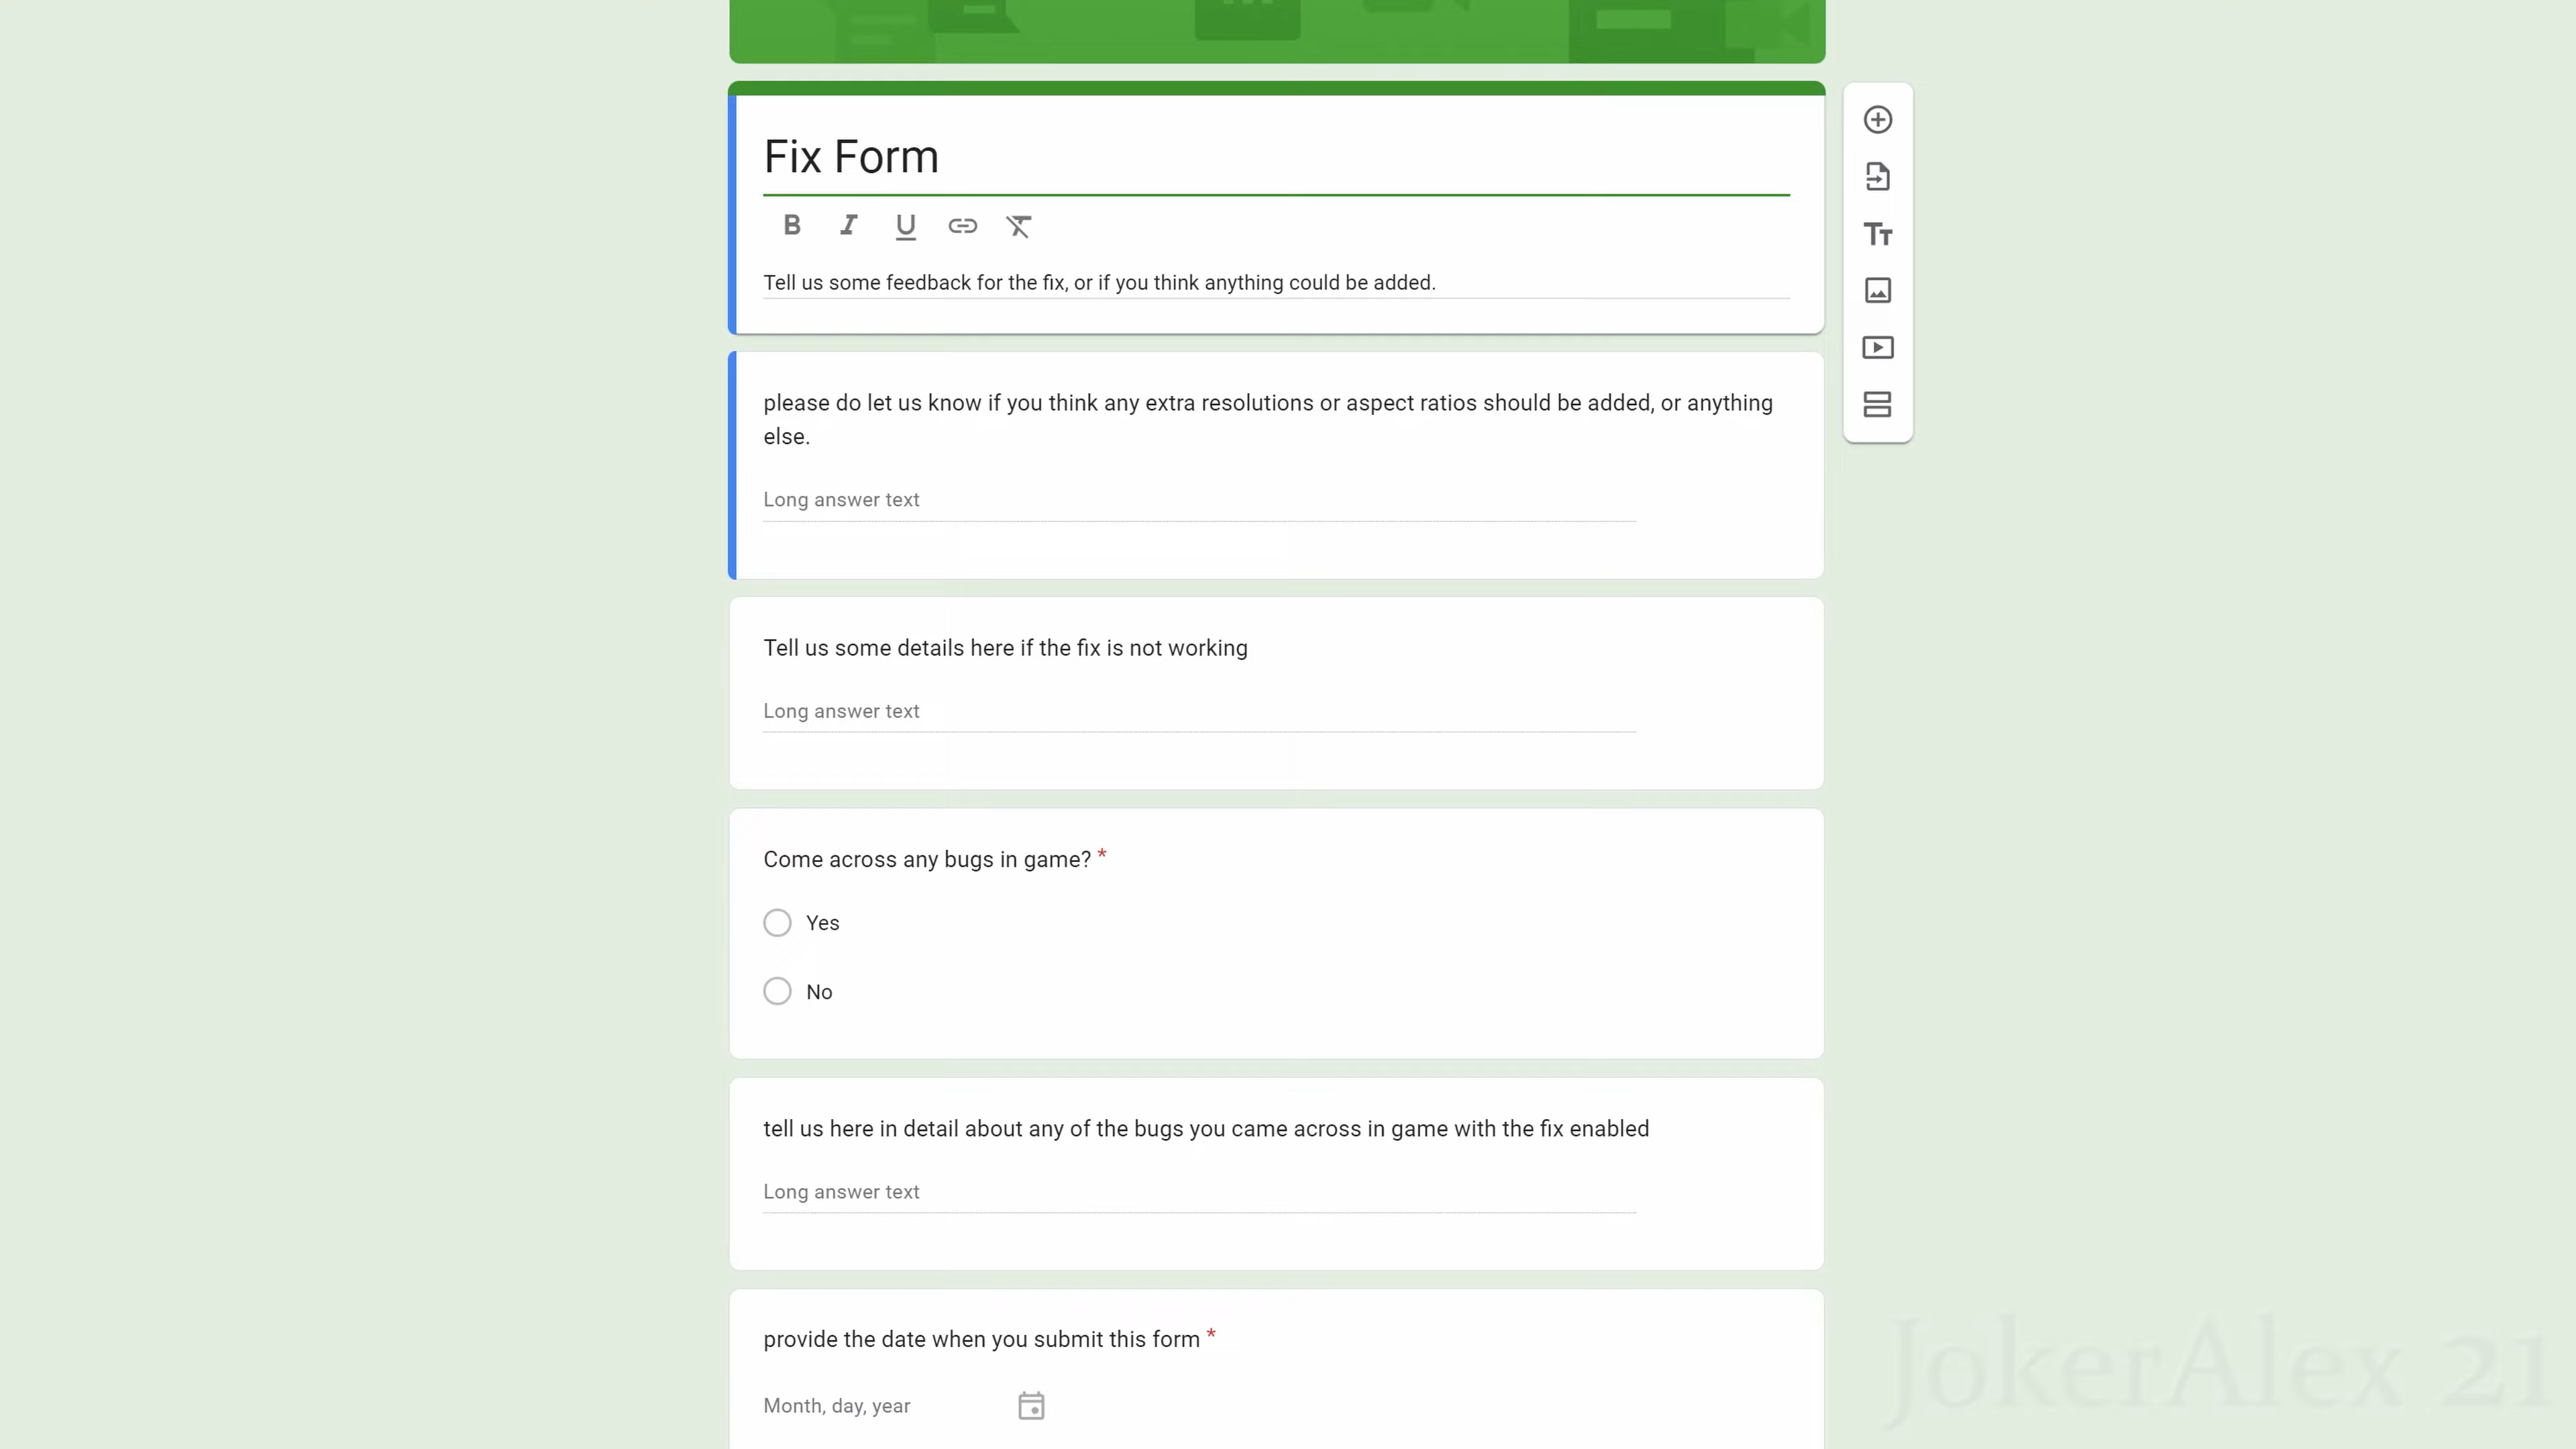 Fix Form
Tell us some feedback for the fix, or if you think anything could be added.
please do let us know if you think any extra resolutions or aspect ratios should be added, or anything
else.
Long answer text
Tell us some details here if the fix is not working
Long answer text
Come across any bugs in game? *
Yes
No
tell us here in detail about any of the bugs you came across in game with the fix enabled
Long answer text
provide the date when you submit this form *
Month, day, year
JokerAlex 21